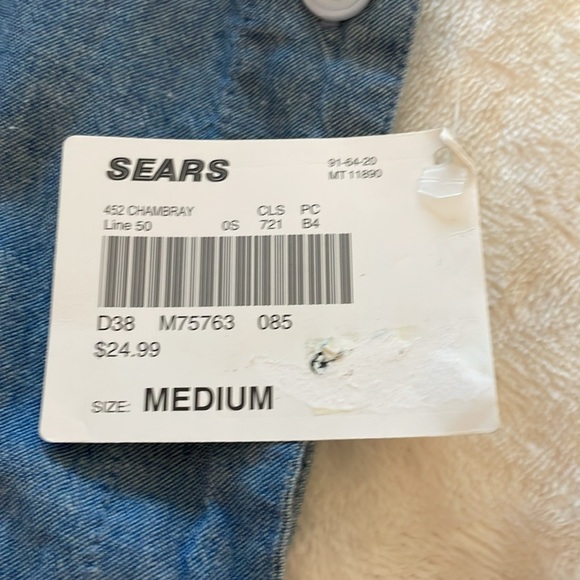 SEARS
91-64-20
MT 11890
452 CHAMBRAY CLS PC
Line 50 0S 721 B4
D38 M75763 085
$24.99
SIZE: MEDIUM